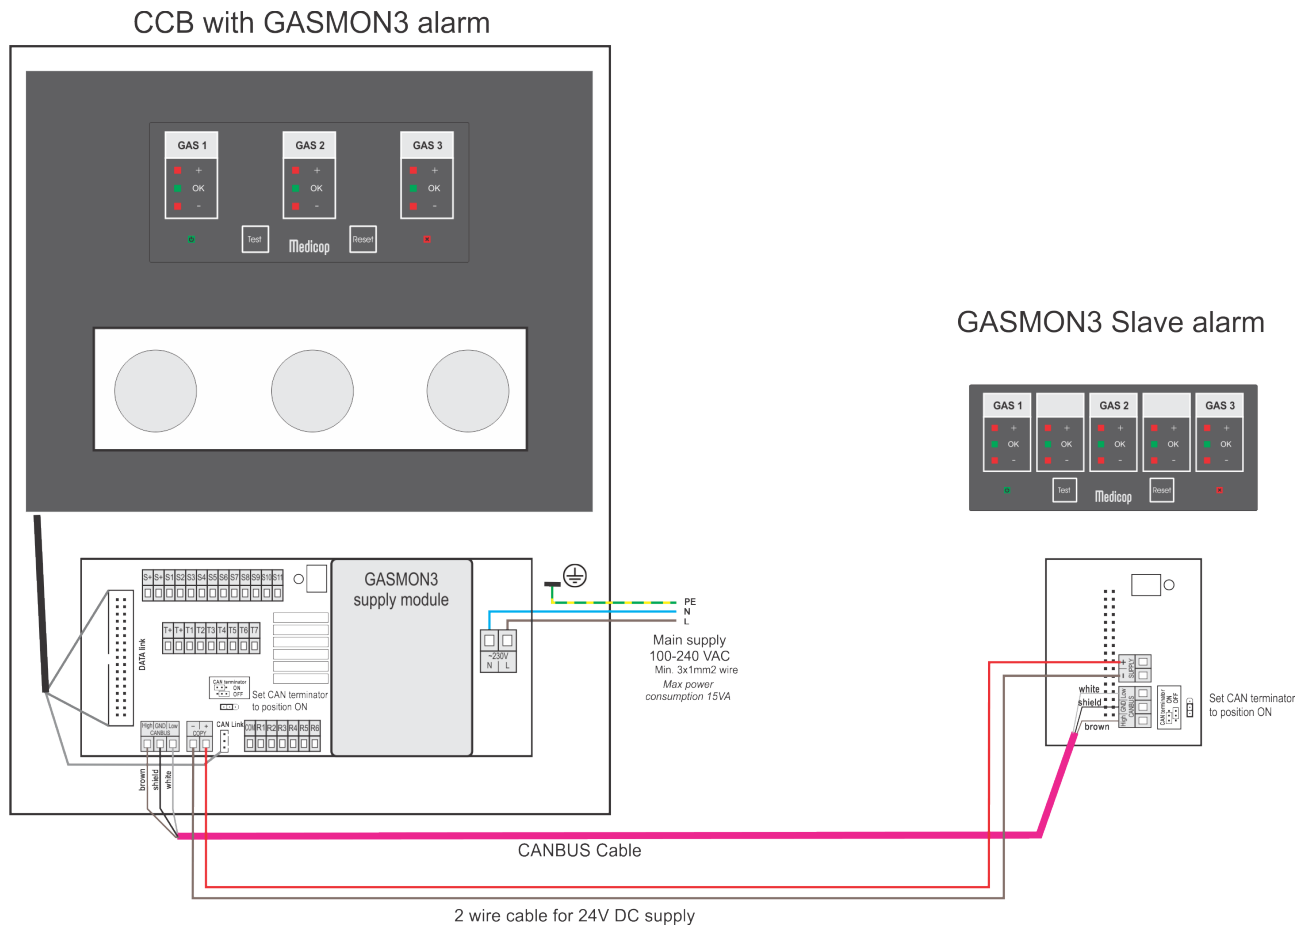 CCB with GASMON3 alarm
GAS 1 GAS 2 GAS 3
+ + +
OK OK OK
- - -
Test Medicop Reset
GASMON3 Slave alarm
GAS 1 GAS 2 GAS 3
+ + + + +
OK OK OK OK OK
- - - - -
Test Medicop Reset
S+ S+ S1 S2 S3 S4 S5 S6 S7 S8 S9 S10 S11
T+ T+ T1 T2 T3 T4 T5 T6 T7
DATA link
CAN terminator
ON
OFF
Set CAN terminator
to position ON
High GND Low
CANBUS
- +
COPY
CAN Link
COM R1 R2 R3 R4 R5 R6
brown
shield
white
GASMON3
supply module
~230V
N L
PE
N
L
Main supply
100-240 VAC
Min. 3x1mm2 wire
Max power
consumption 15VA
+ -
SUPPLY
High GND Low
CANBUS
CAN terminator
ON
OFF
white
shield
brown
Set CAN terminator
to position ON
CANBUS Cable
2 wire cable for 24V DC supply